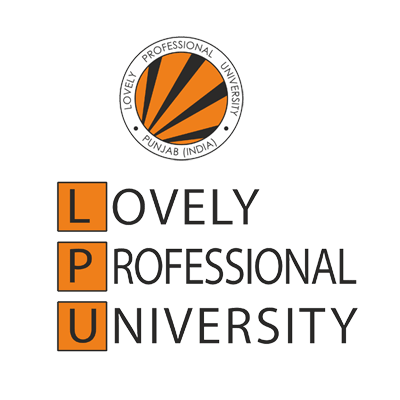 LOVELY PROFESSIONAL UNIVERSITY
• PUNJAB (INDIA) •
LOVELY
PROFESSIONAL
UNIVERSITY